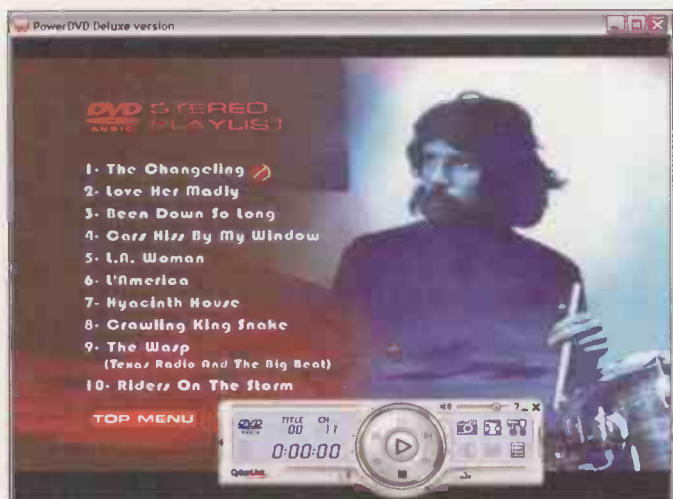 PowerDVD Deluxe version
DVD AUDIO STEREO PLAYLIST
1- The Changeling
2- Love Her Madly
3- Been Down So Long
4- Cars Hiss By My Window
5- L.A. Woman
6- L'America
7- Hyacinth House
8- Crawling King Snake
9- The Wasp
(Texas Radio And The Big Beat)
10- Riders On The Storm
TOP MENU
DVD AUDIO
TITLE CH
00 11
0:00:00
CyberLink